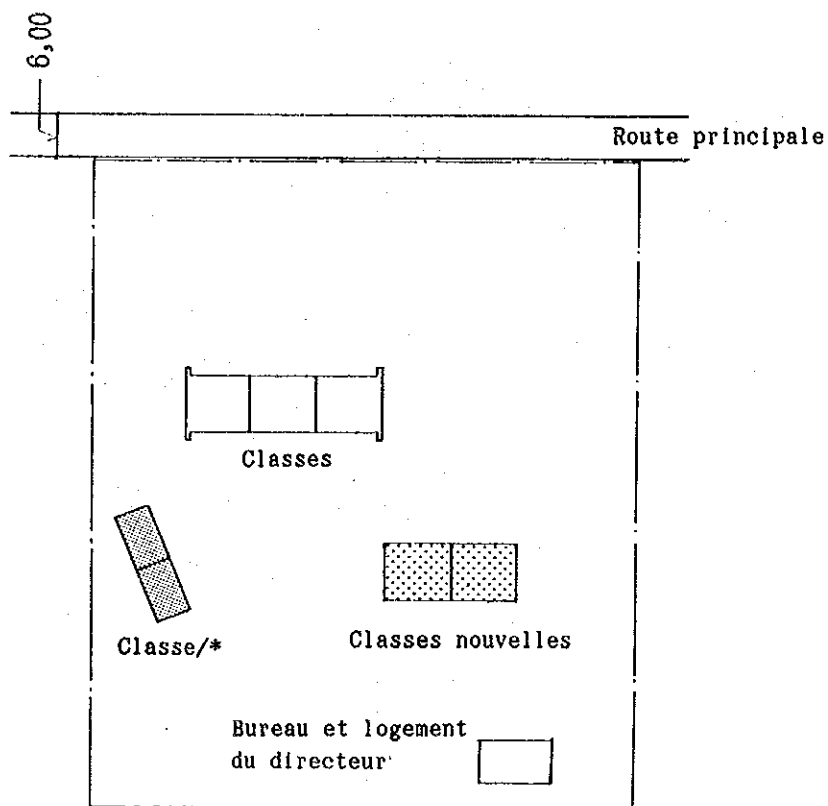 6,00
Route principale
Classes
Classe/*
Classes nouvelles
Bureau et logement
du directeur